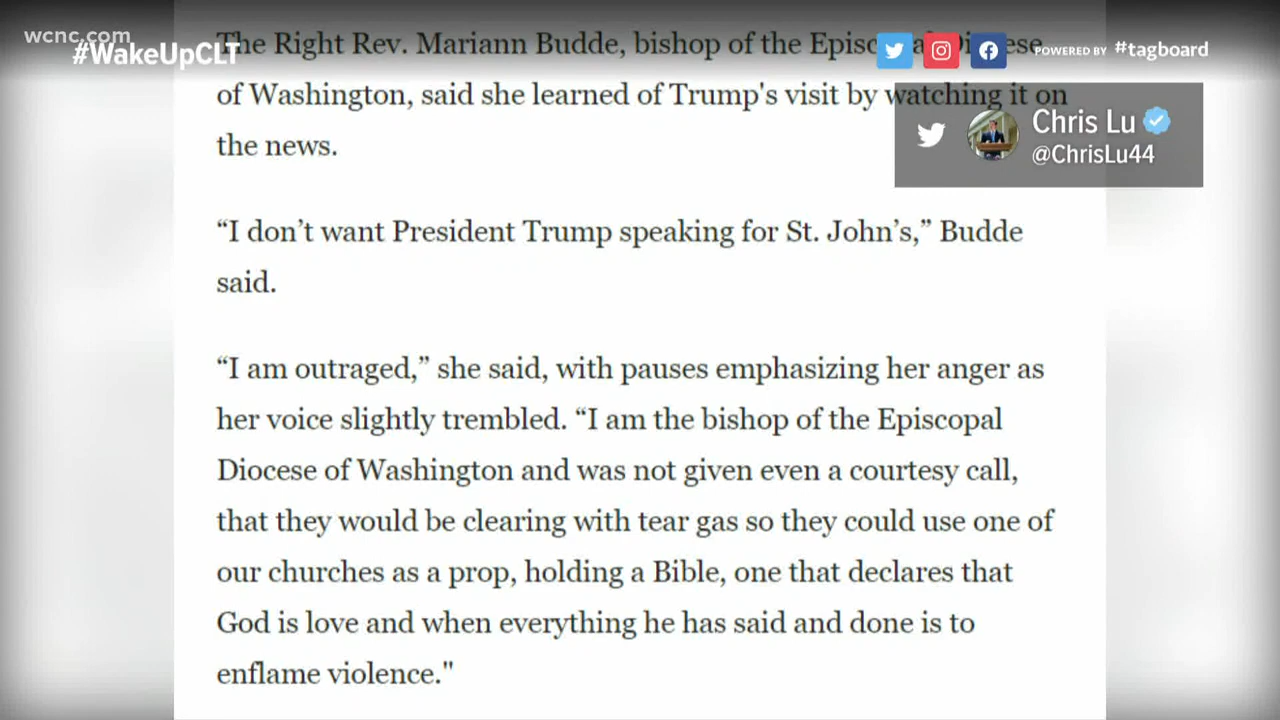 wcnc.com
#WakeUpCLT
POWERED BY #tagboard
Chris Lu
@ChrisLu44
The Right Rev. Mariann Budde, bishop of the Episcopal Diocese
of Washington, said she learned of Trump's visit by watching it on
the news.
“I don’t want President Trump speaking for St. John’s,” Budde
said.
“I am outraged,” she said, with pauses emphasizing her anger as
her voice slightly trembled. “I am the bishop of the Episcopal
Diocese of Washington and was not given even a courtesy call,
that they would be clearing with tear gas so they could use one of
our churches as a prop, holding a Bible, one that declares that
God is love and when everything he has said and done is to
enflame violence."